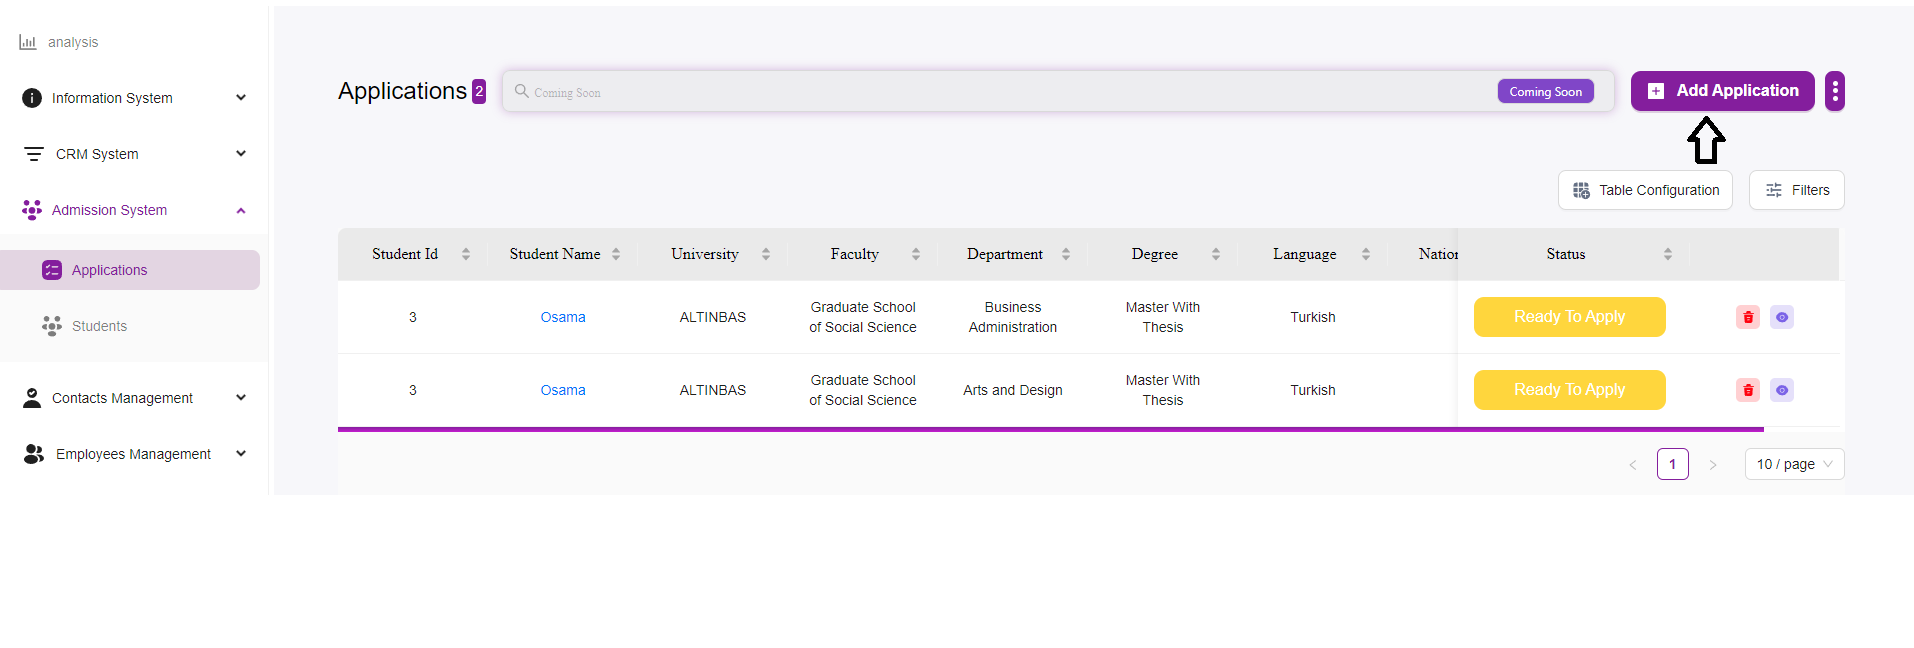 analysis
Information System
CRM System
Admission System
Applications
Students
Contacts Management
Employees Management
Applications 2
Coming Soon
Coming Soon
Add Application
Table Configuration
Filters
Student Id Student Name University Faculty Department Degree Language Nation Status
3 Osama ALTINBAS Graduate School of Social Science Business Administration Master With Thesis Turkish Ready To Apply
3 Osama ALTINBAS Graduate School of Social Science Arts and Design Master With Thesis Turkish Ready To Apply
< 1 > 10 / page